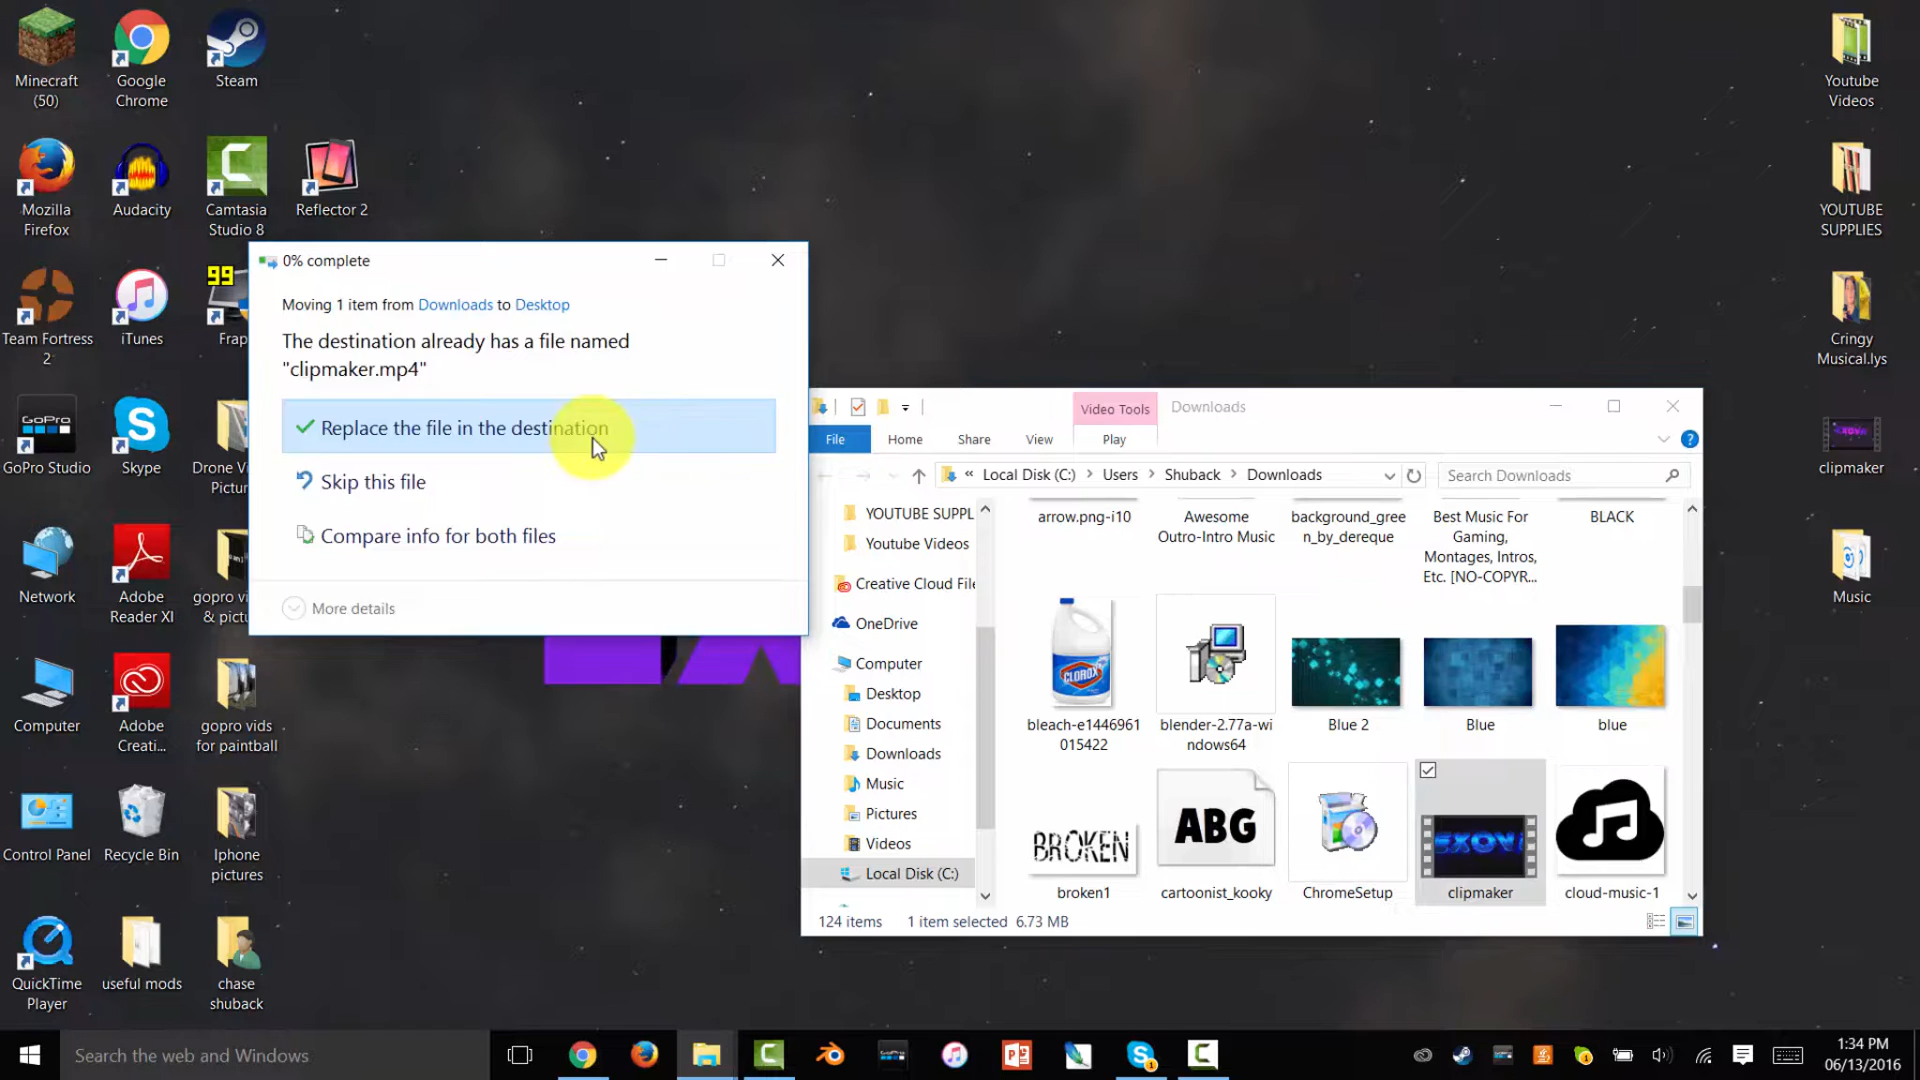 Minecraft
(50)
Google
Chrome
Steam
Mozilla
Firefox
Audacity
Camtasia
Studio 8
Reflector 2
Team Fortress
2
iTunes
99
Frap
GoPro
GoPro Studio
Skype
Drone Vi
Pictur
Network
Adobe
Reader XI
gopro vi
& pictu
Computer
Adobe
Creati...
gopro vids
for paintball
Control Panel
Recycle Bin
Iphone
pictures
QuickTime
Player
useful mods
chase
shuback
0% complete
Moving 1 item from Downloads to Desktop
The destination already has a file named
"clipmaker.mp4"
Replace the file in the destination
Skip this file
Compare info for both files
More details
Video Tools
Downloads
File
Home
Share
View
Play
« Local Disk (C:) > Users > Shuback > Downloads
Search Downloads
YOUTUBE SUPPL
Youtube Videos
Creative Cloud File
OneDrive
Computer
Desktop
Documents
Downloads
Music
Pictures
Videos
Local Disk (C:)
arrow.png-i10
Awesome
Outro-Intro Music
background_gree
n_by_dereque
Best Music For
Gaming,
Montages, Intros,
Etc. [NO-COPYR...
BLACK
CLOROX
bleach-e1446961
015422
blender-2.77a-wi
ndows64
Blue 2
Blue
blue
BROKEN
broken1
ABG
cartoonist_kooky
ChromeSetup
clipmaker
cloud-music-1
124 items
1 item selected
6.73 MB
Youtube
Videos
YOUTUBE
SUPPLIES
Cringy
Musical.lys
clipmaker
Music
Search the web and Windows
1:34 PM
06/13/2016